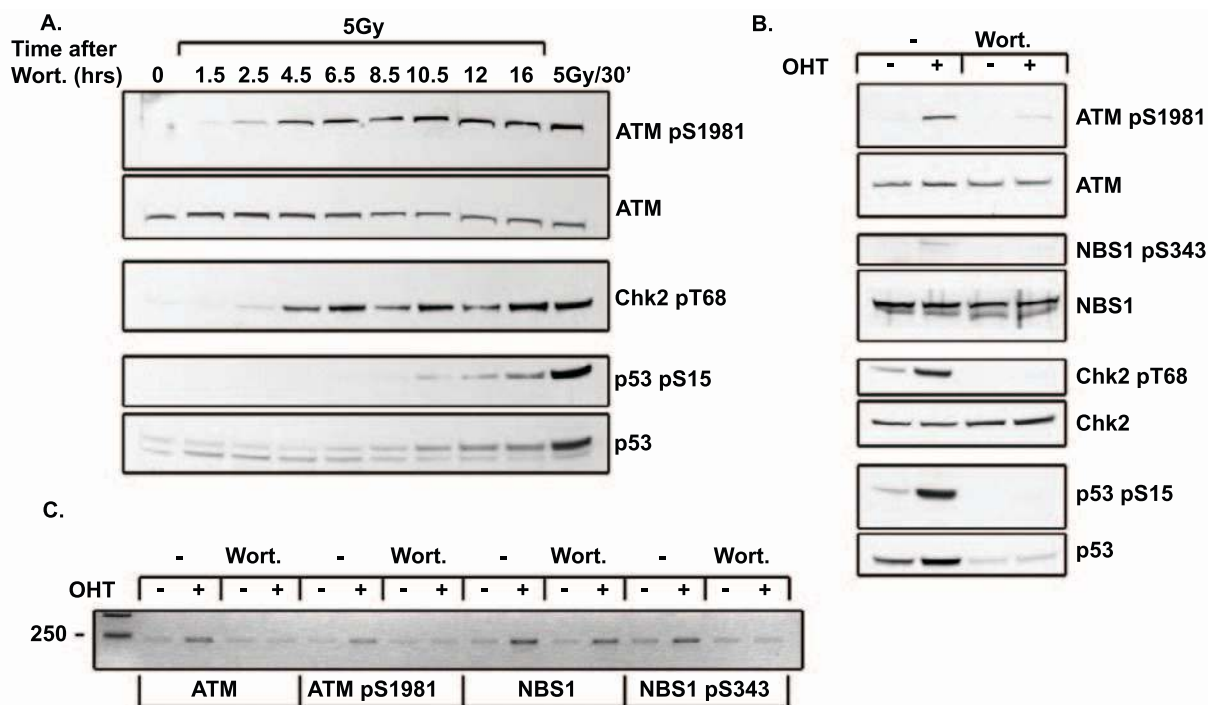 A.
5Gy
Time after
Wort. (hrs) 0 1.5 2.5 4.5 6.5 8.5 10.5 12 16 5Gy/30'
ATM pS1981
ATM
Chk2 pT68
p53 pS15
p53
B.
- Wort.
OHT - + - +
ATM pS1981
ATM
NBS1 pS343
NBS1
Chk2 pT68
Chk2
p53 pS15
p53
C.
- Wort. - Wort. - Wort. - Wort.
OHT - + - + - + - + - + - + - + - +
250 -
ATM ATM pS1981 NBS1 NBS1 pS343